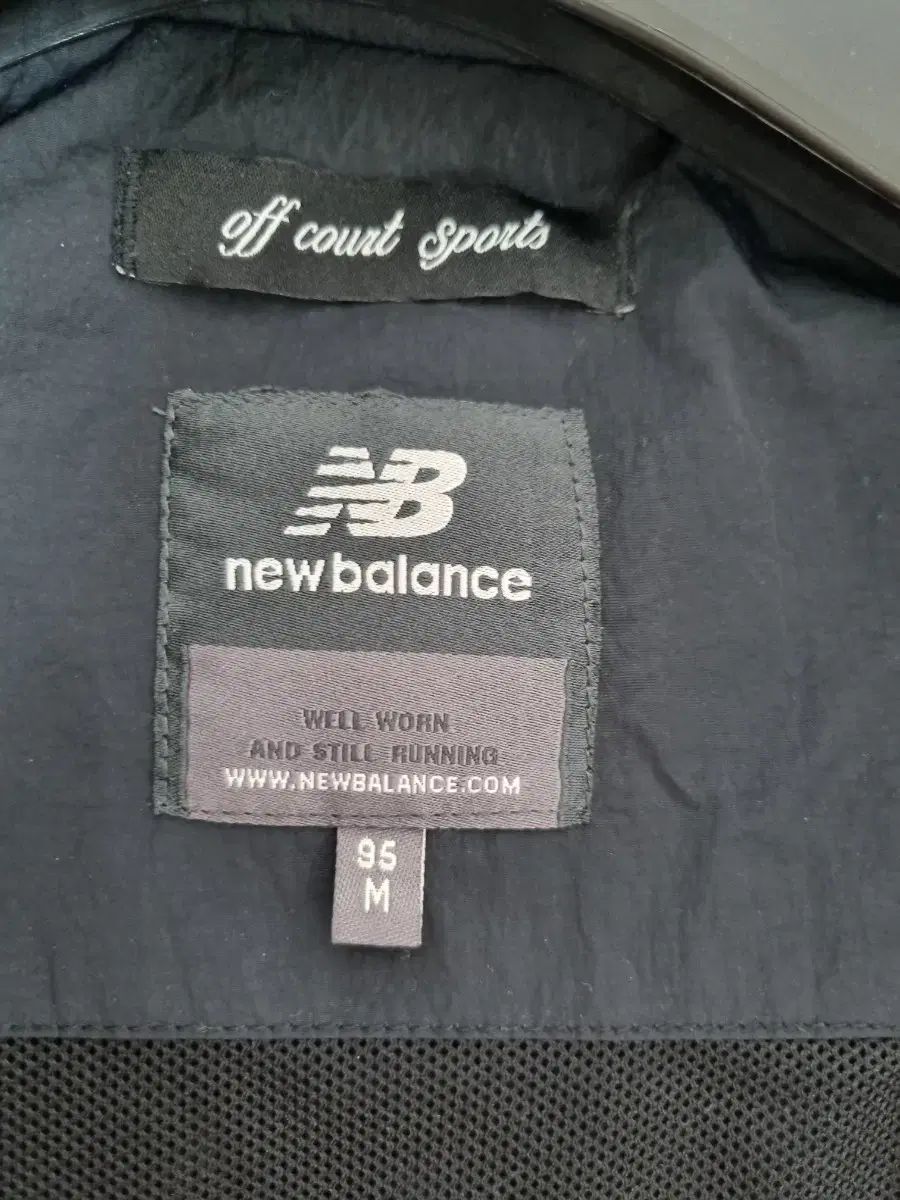 off court sports
NB
new balance
WELL WORN
AND STILL RUNNING
WWW.NEWBALANCE.COM
95
M